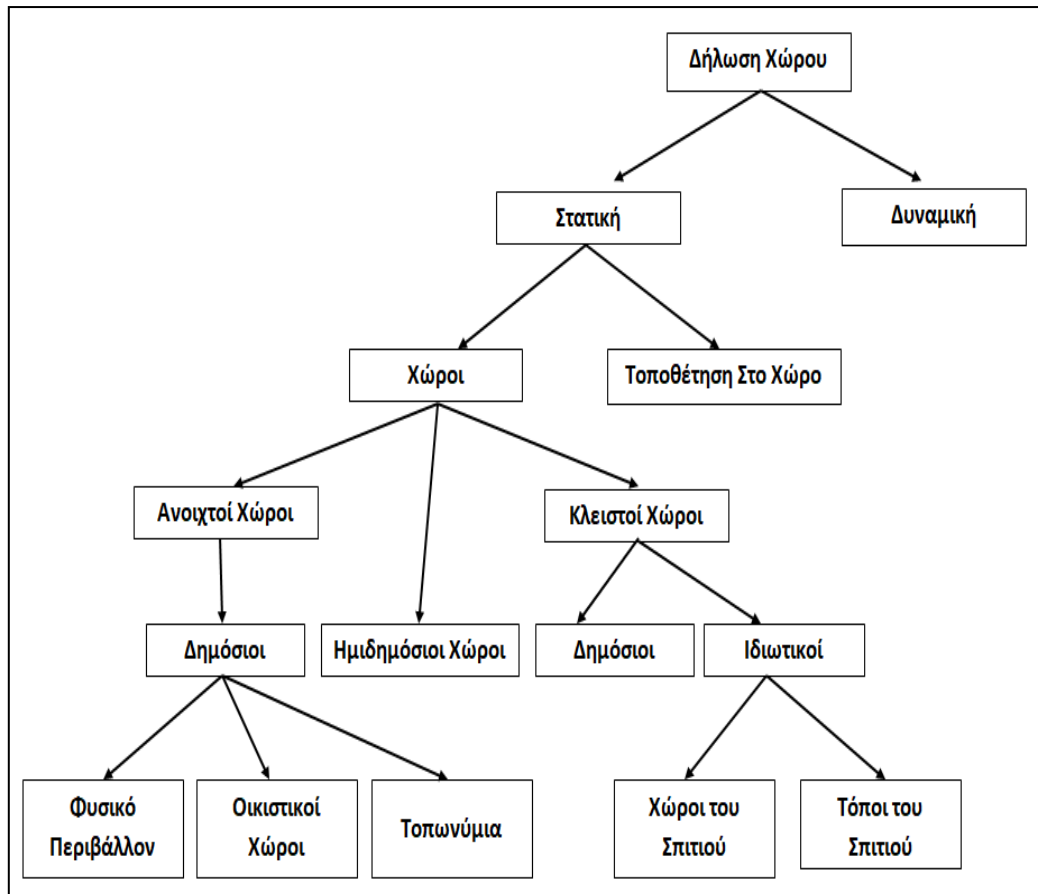 Δήλωση Χώρου
Στατική
Δυναμική
Χώροι
Τοποθέτηση Στο Χώρο
Ανοιχτοί Χώροι
Κλειστοί Χώροι
Δημόσιοι
Ημιδημόσιοι Χώροι
Δημόσιοι
Ιδιωτικοί
Φυσικό
Περιβάλλον
Οικιστικοί
Χώροι
Τοπωνύμια
Χώροι του
Σπιτιού
Τόποι του
Σπιτιού